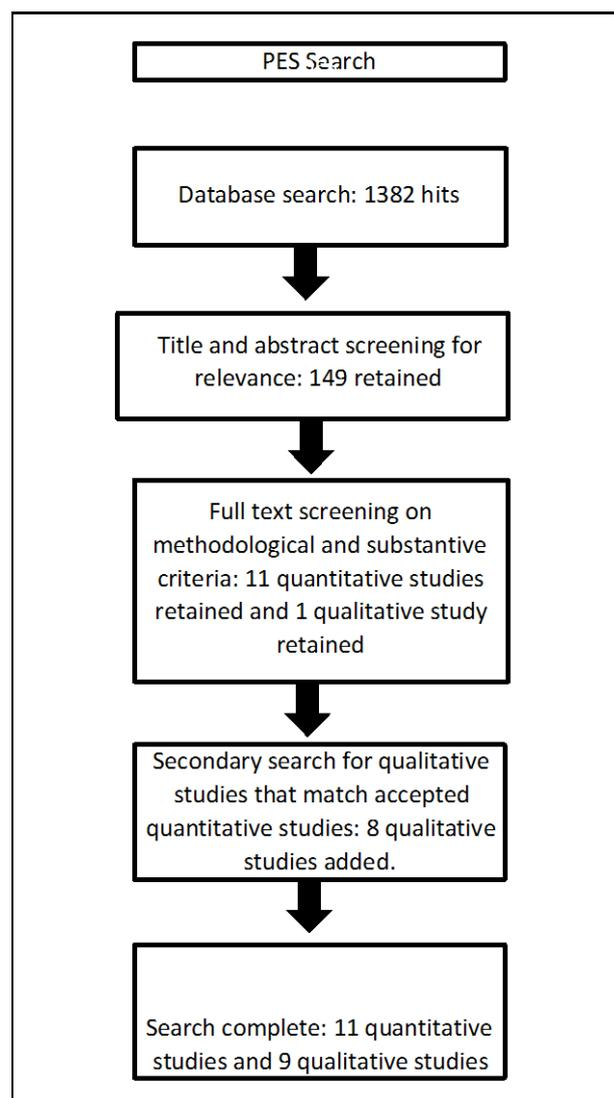 PES Search
Database search: 1382 hits
Title and abstract screening for
relevance: 149 retained
Full text screening on
methodological and substantive
criteria: 11 quantitative studies
retained and 1 qualitative study
retained
Secondary search for qualitative
studies that match accepted
quantitative studies: 8 qualitative
studies added.
Search complete: 11 quantitative
studies and 9 qualitative studies